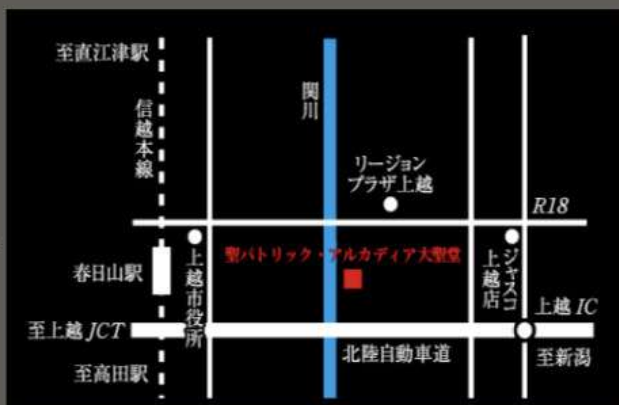 至直江津駅
信越本線
関川
リージョン
プラザ上越
R18
聖パトリック・アルカディア大聖堂
春日山駅
上越市役所
ジャスコ
上越店
上越 IC
至上越 JCT
北陸自動車道
至新潟
至高田駅